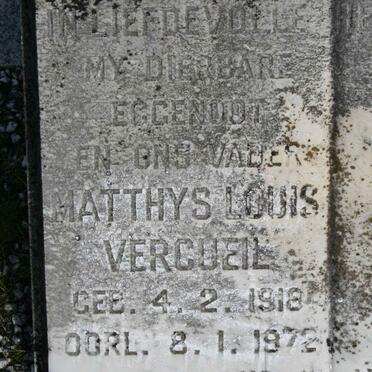 IN LIEFDEVOLLE
MY DIERBARE
EGGENOOT
EN ONS VADER
MATTHYS LOUIS
VERCUEIL
GEB. 4. 2. 1918
OORL. 8. 1. 1972